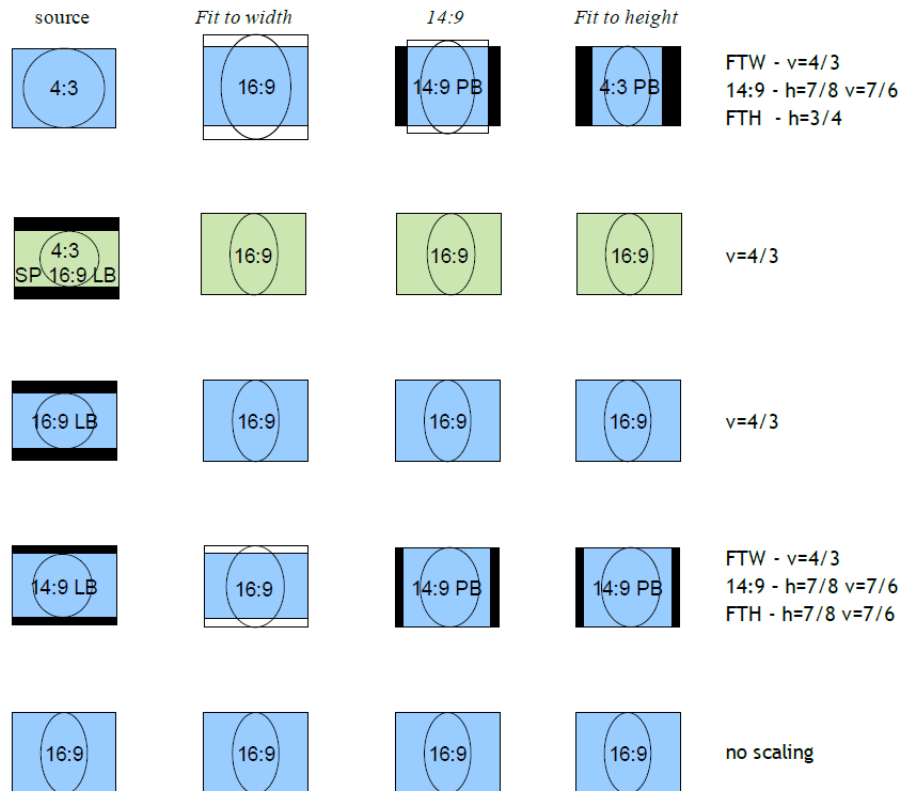 source Fit to width 14:9 Fit to height
4:3 16:9 14:9 PB 4:3 PB
FTW - v=4/3
14:9 - h=7/8 v=7/6
FTH - h=3/4
4:3
SP 16:9 LB 16:9 16:9 16:9 v=4/3
16:9 LB 16:9 16:9 16:9 v=4/3
14:9 LB 16:9 14:9 PB 14:9 PB
FTW - v=4/3
14:9 - h=7/8 v=7/6
FTH - h=7/8 v=7/6
16:9 16:9 16:9 16:9 no scaling